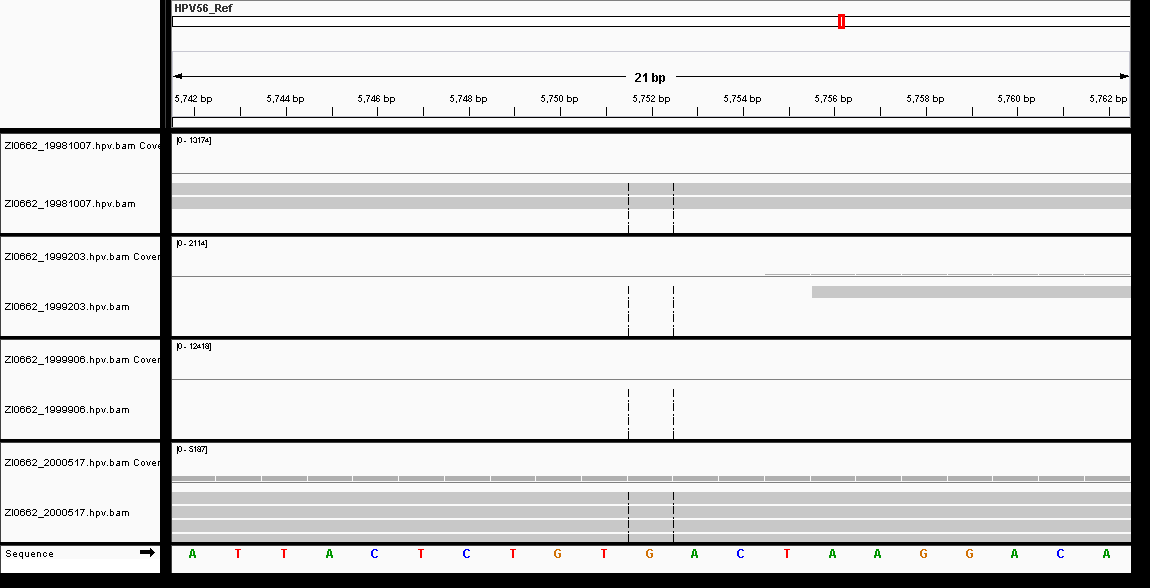 HPV56_Ref
21 bp
5,742 bp 5,744 bp 5,746 bp 5,748 bp 5,750 bp 5,752 bp 5,754 bp 5,756 bp 5,758 bp 5,760 bp 5,762 bp
ZI0662_19981007.hpv.bam Cove
[0 - 13174]
ZI0662_19981007.hpv.bam
ZI0662_1999203.hpv.bam Cover
[0 - 2114]
ZI0662_1999203.hpv.bam
ZI0662_1999906.hpv.bam Cover
[0 - 12418]
ZI0662_1999906.hpv.bam
ZI0662_2000517.hpv.bam Cover
[0 - 5187]
ZI0662_2000517.hpv.bam
Sequence A T T A C T C T G T G A C T A A G G A C A